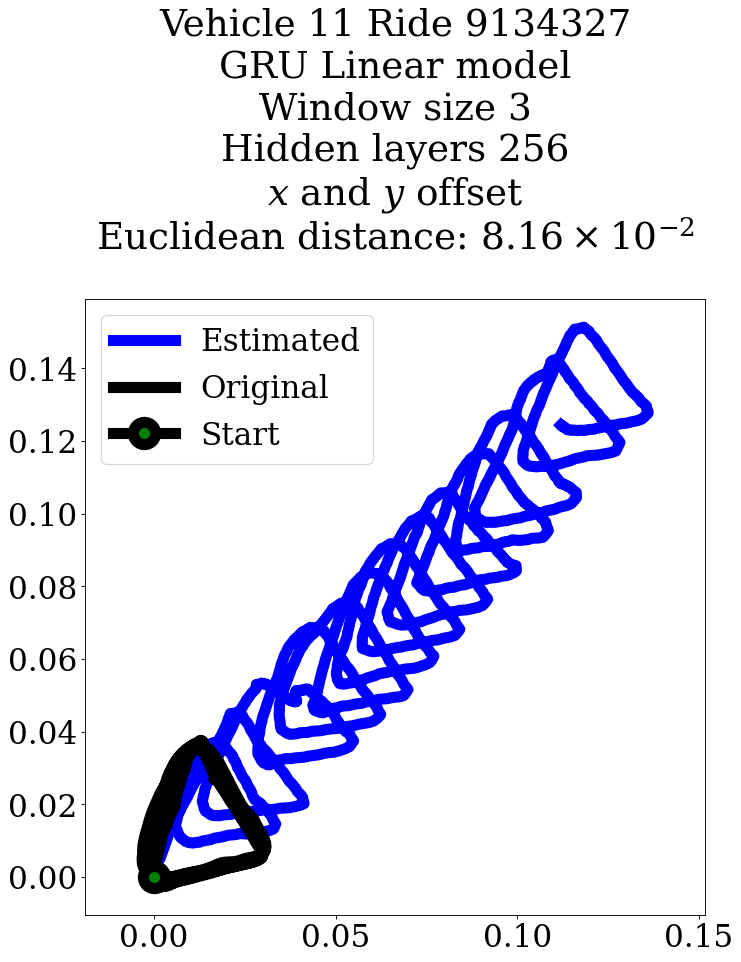 Vehicle 11 Ride 9134327
GRU Linear model
Window size 3
Hidden layers 256
x and y offset
Euclidean distance: 8.16 × 10⁻²
Estimated
Original
Start
0.14
0.12
0.10
0.08
0.06
0.04
0.02
0.00
0.00 0.05 0.10 0.15